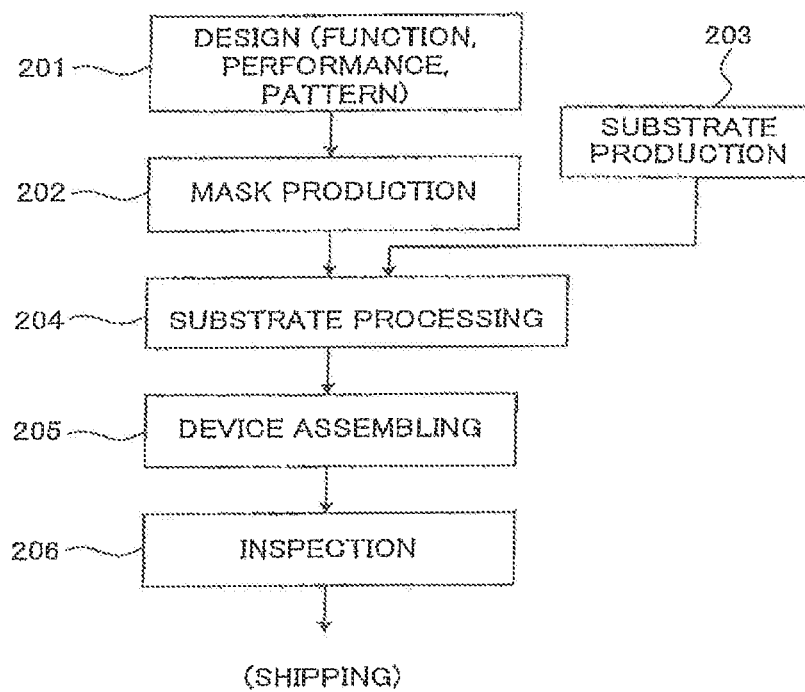 201
DESIGN (FUNCTION,
PERFORMANCE,
PATTERN)
203
SUBSTRATE
PRODUCTION
202
MASK PRODUCTION
204
SUBSTRATE PROCESSING
205
DEVICE ASSEMBLING
206
INSPECTION
(SHIPPING)